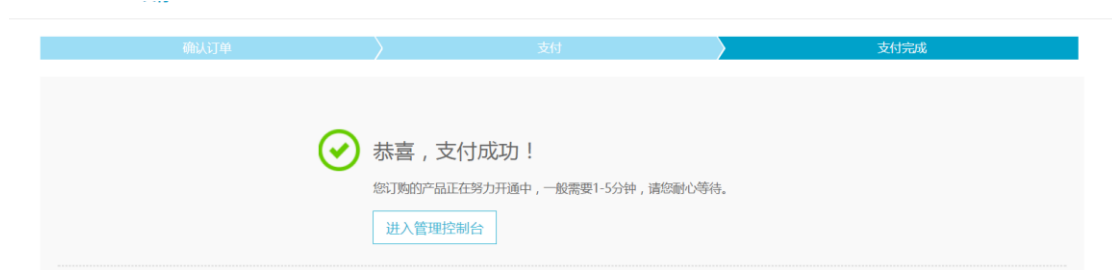 确认订单
支付
支付完成
恭喜，支付成功！
您订购的产品正在努力开通中，一般需要1-5分钟，请您耐心等待。
进入管理控制台